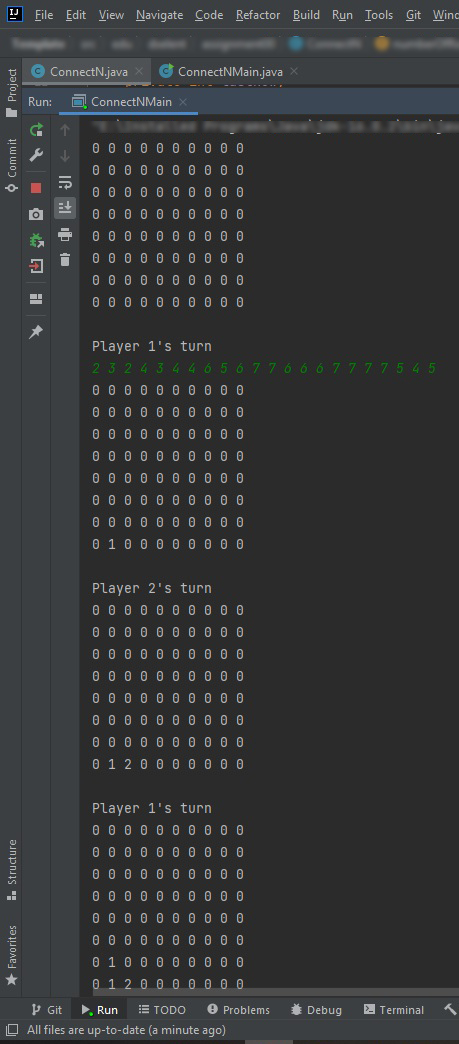 File Edit View Navigate Code Refactor Build Run Tools Git
ConnectN.java ConnectNMain.java
Project
Commit
Run: ConnectNMain
0 0 0 0 0 0 0 0 0 0
0 0 0 0 0 0 0 0 0 0
0 0 0 0 0 0 0 0 0 0
0 0 0 0 0 0 0 0 0 0
0 0 0 0 0 0 0 0 0 0
0 0 0 0 0 0 0 0 0 0
0 0 0 0 0 0 0 0 0 0
0 0 0 0 0 0 0 0 0 0
Player 1's turn
2 3 2 4 3 4 4 6 5 6 7 7 6 6 6 7 7 7 7 5 4 5
0 0 0 0 0 0 0 0 0 0
0 0 0 0 0 0 0 0 0 0
0 0 0 0 0 0 0 0 0 0
0 0 0 0 0 0 0 0 0 0
0 0 0 0 0 0 0 0 0 0
0 0 0 0 0 0 0 0 0 0
0 0 0 0 0 0 0 0 0 0
0 1 0 0 0 0 0 0 0 0
Player 2's turn
0 0 0 0 0 0 0 0 0 0
0 0 0 0 0 0 0 0 0 0
0 0 0 0 0 0 0 0 0 0
0 0 0 0 0 0 0 0 0 0
0 0 0 0 0 0 0 0 0 0
0 0 0 0 0 0 0 0 0 0
0 0 0 0 0 0 0 0 0 0
0 1 2 0 0 0 0 0 0 0
Player 1's turn
0 0 0 0 0 0 0 0 0 0
0 0 0 0 0 0 0 0 0 0
0 0 0 0 0 0 0 0 0 0
0 0 0 0 0 0 0 0 0 0
0 0 0 0 0 0 0 0 0 0
0 0 0 0 0 0 0 0 0 0
0 1 0 0 0 0 0 0 0 0
0 1 2 0 0 0 0 0 0 0
Structure
Favorites
Git Run TODO Problems Debug Terminal
All files are up-to-date (a minute ago)